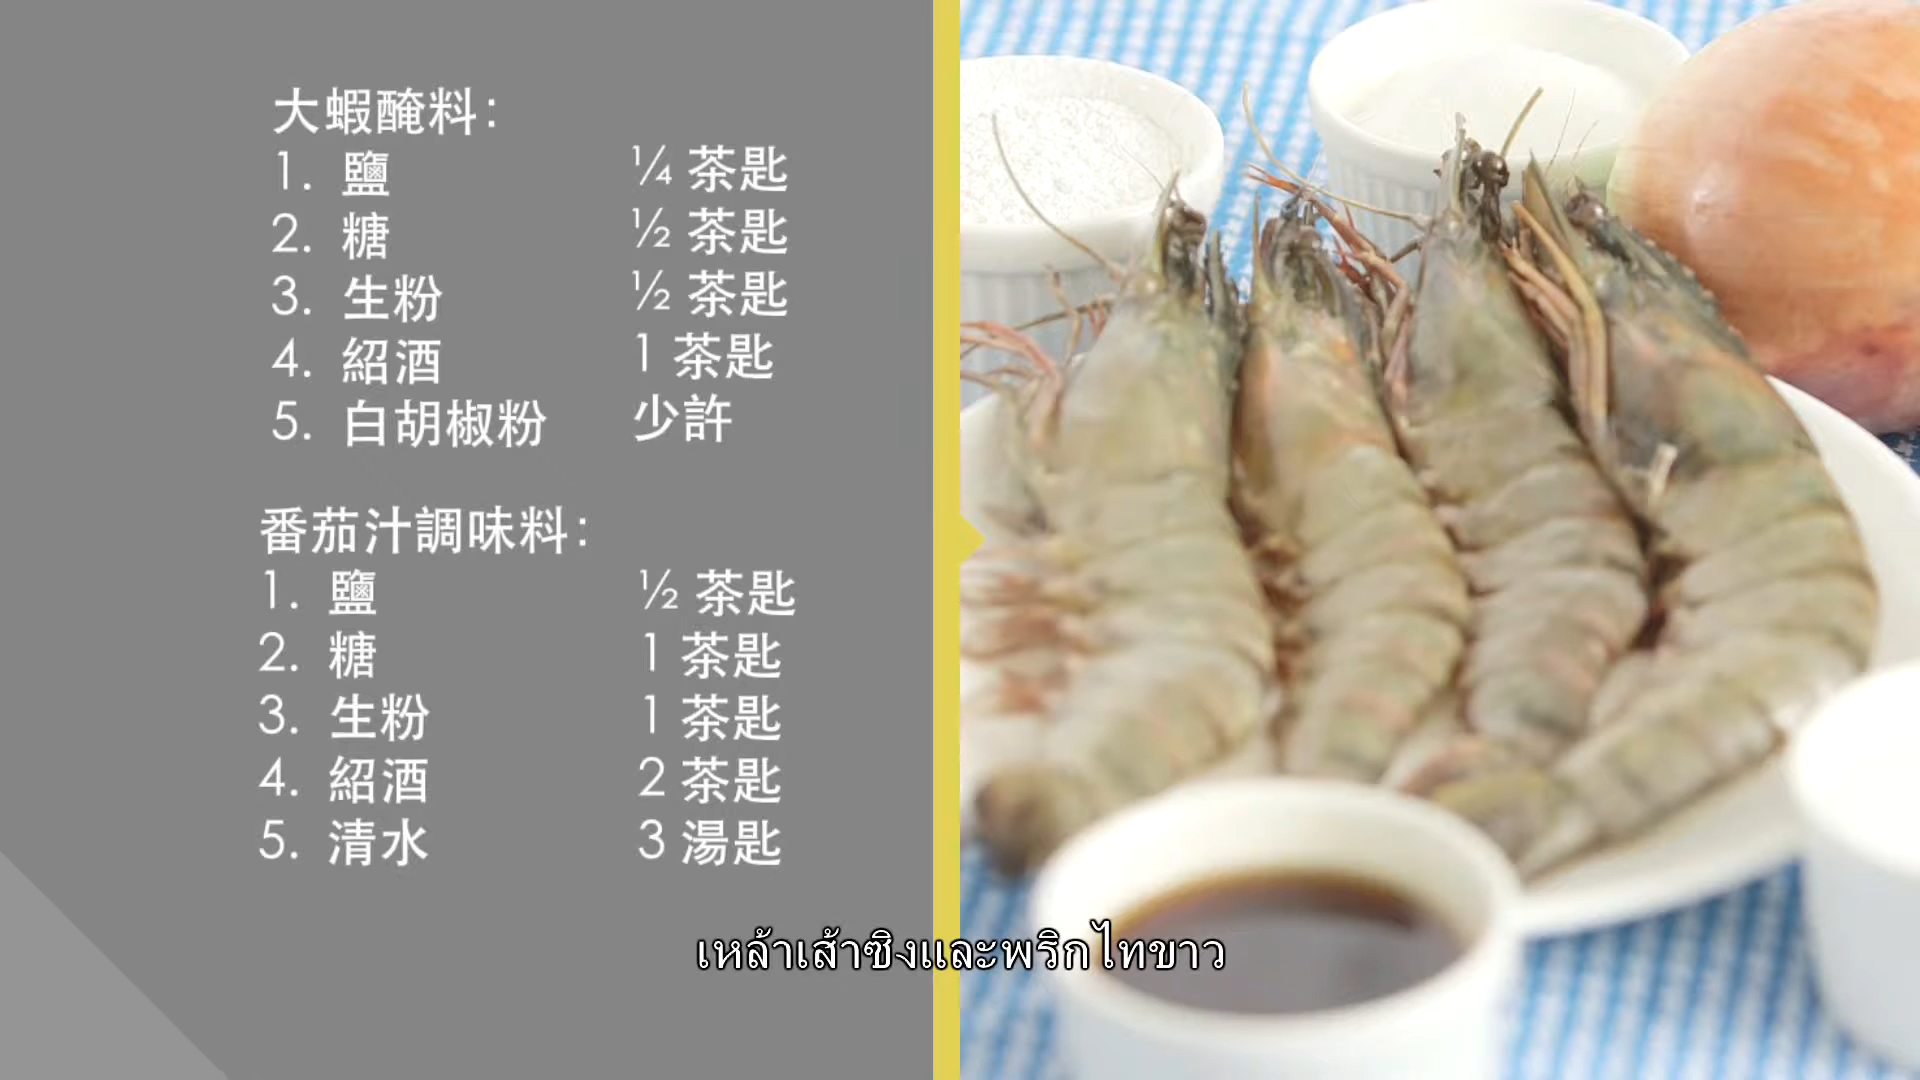 大蝦醃料:
1. 鹽 ¼ 茶匙
2. 糖 ½ 茶匙
3. 生粉 ½ 茶匙
4. 紹酒 1 茶匙
5. 白胡椒粉 少許
番茄汁調味料:
1. 鹽 ½ 茶匙
2. 糖 1 茶匙
3. 生粉 1 茶匙
4. 紹酒 2 茶匙
5. 清水 3 湯匙
เหล้าเส้าซิงและพริกไทขาว